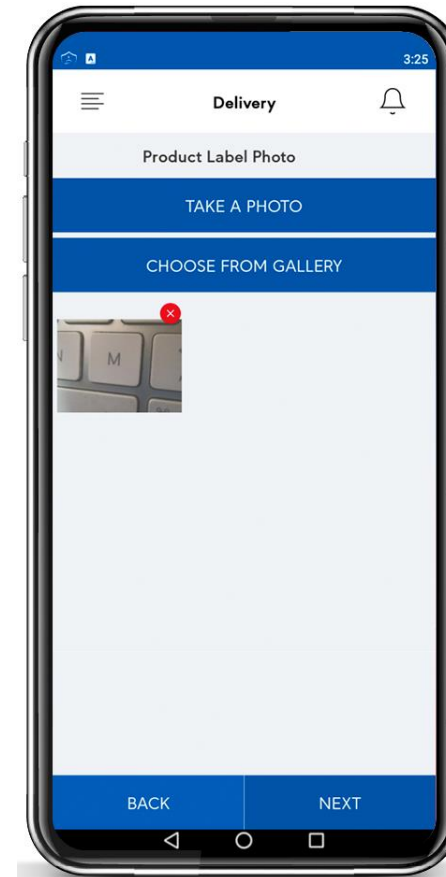 A
3:25
Delivery
Product Label Photo
TAKE A PHOTO
CHOOSE FROM GALLERY
N
M
BACK
NEXT